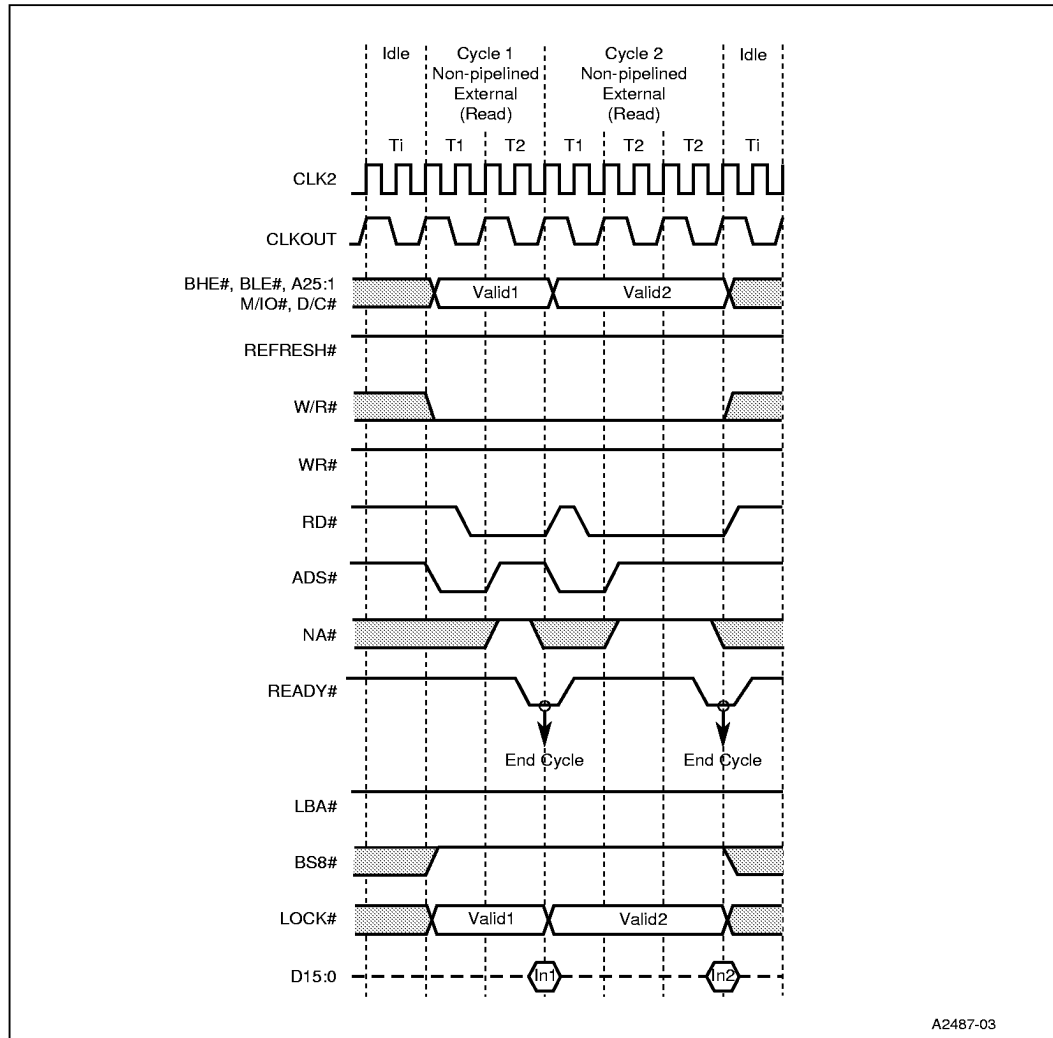 Idle Cycle 1 Cycle 2 Idle
Non-pipelined Non-pipelined
External External
(Read) (Read)
Ti T1 T2 T1 T2 T2 Ti
CLK2
CLKOUT
BHE#, BLE#, A25:1
M/IO#, D/C#
Valid1 Valid2
REFRESH#
W/R#
WR#
RD#
ADS#
NA#
READY#
End Cycle End Cycle
LBA#
BS8#
LOCK# Valid1 Valid2
D15:0 In1 In2
A2487-03